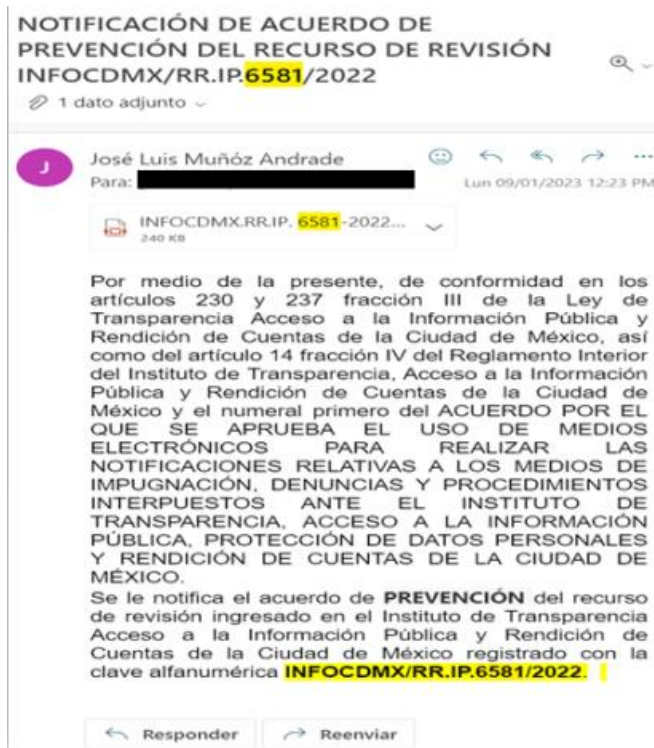 NOTIFICACIÓN DE ACUERDO DE
PREVENCIÓN DEL RECURSO DE REVISIÓN
INFOCDMX/RR.IP.6581/2022
1 dato adjunto
J
José Luis Muñóz Andrade
Para:
Lun 09/01/2023 12:23 PM
INFOCDMX.RR.IP. 6581-2022...
240 KB
Por medio de la presente, de conformidad en los
artículos 230 y 237 fracción III de la Ley de
Transparencia Acceso a la Información Pública y
Rendición de Cuentas de la Ciudad de México, así
como del artículo 14 fracción IV del Reglamento Interior
del Instituto de Transparencia, Acceso a la Información
Pública y Rendición de Cuentas de la Ciudad de
México y el numeral primero del ACUERDO POR EL
QUE SE APRUEBA EL USO DE MEDIOS
ELECTRÓNICOS PARA REALIZAR LAS
NOTIFICACIONES RELATIVAS A LOS MEDIOS DE
IMPUGNACIÓN, DENUNCIAS Y PROCEDIMIENTOS
INTERPUESTOS ANTE EL INSTITUTO DE
TRANSPARENCIA, ACCESO A LA INFORMACIÓN
PÚBLICA, PROTECCIÓN DE DATOS PERSONALES
Y RENDICIÓN DE CUENTAS DE LA CIUDAD DE
MÉXICO.
Se le notifica el acuerdo de PREVENCIÓN del recurso
de revisión ingresado en el Instituto de Transparencia
Acceso a la Información Pública y Rendición de
Cuentas de la Ciudad de México registrado con la
clave alfanumérica INFOCDMX/RR.IP.6581/2022.
Responder
Reenviar